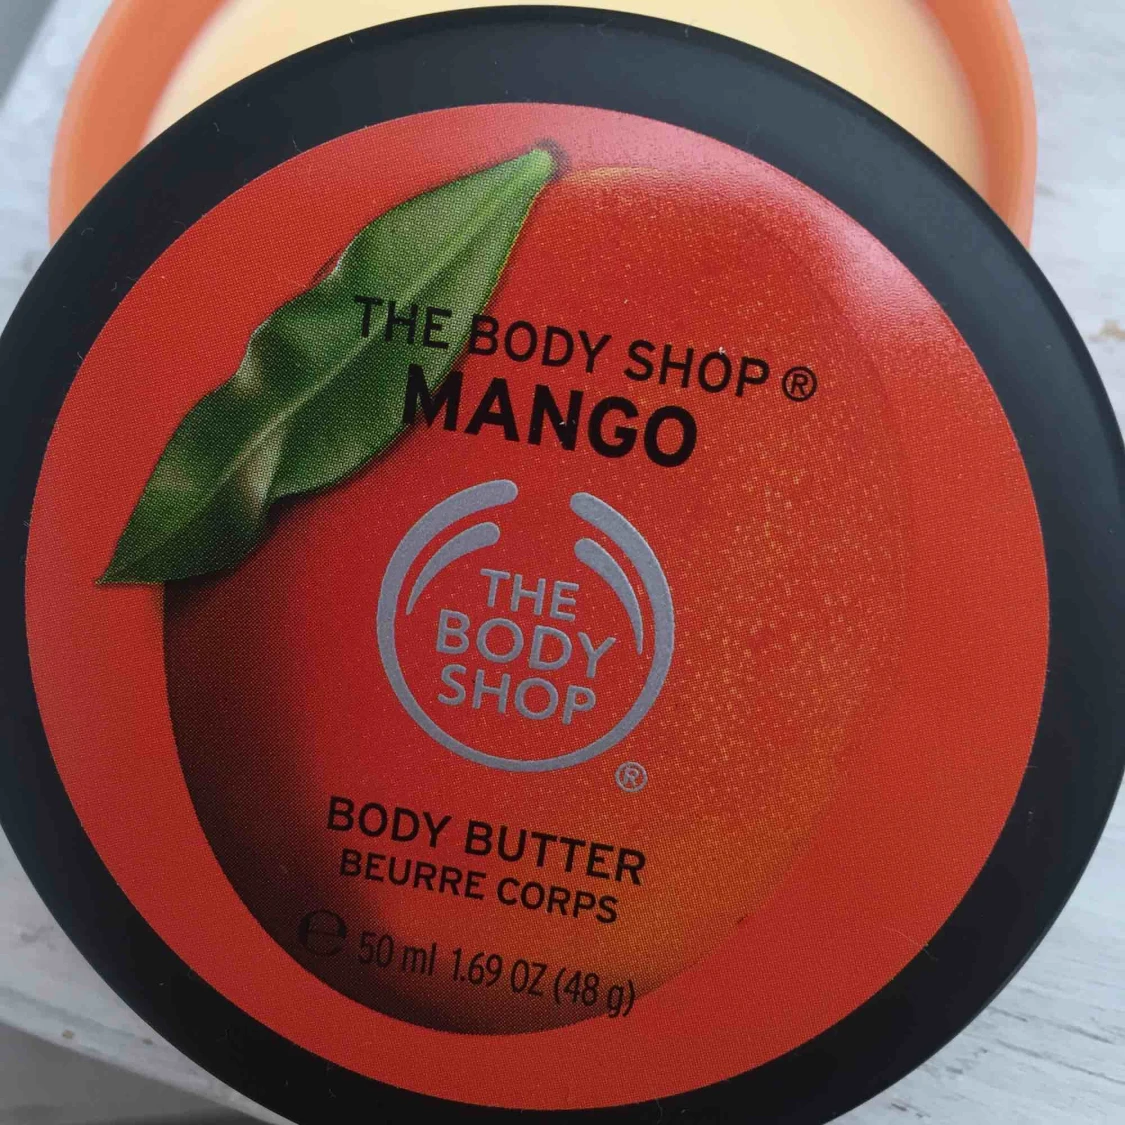 THE BODY SHOP ®
MANGO
THE
BODY
SHOP
®
BODY BUTTER
BEURRE CORPS
℮ 50 ml 1.69 OZ (48 g)